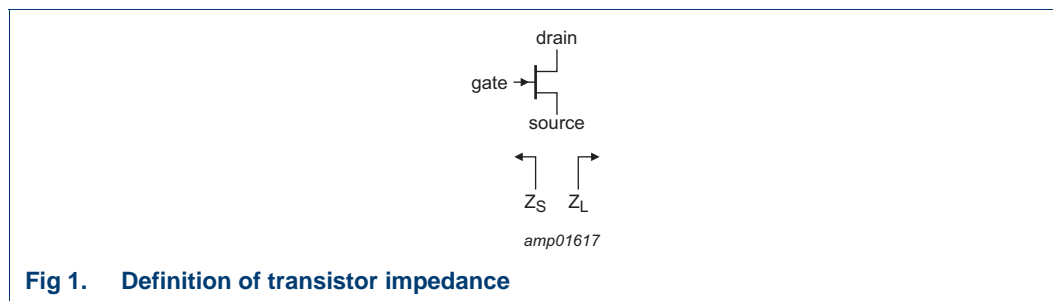 drain
gate
source
ZS ZL
amp01617
Fig 1. Definition of transistor impedance